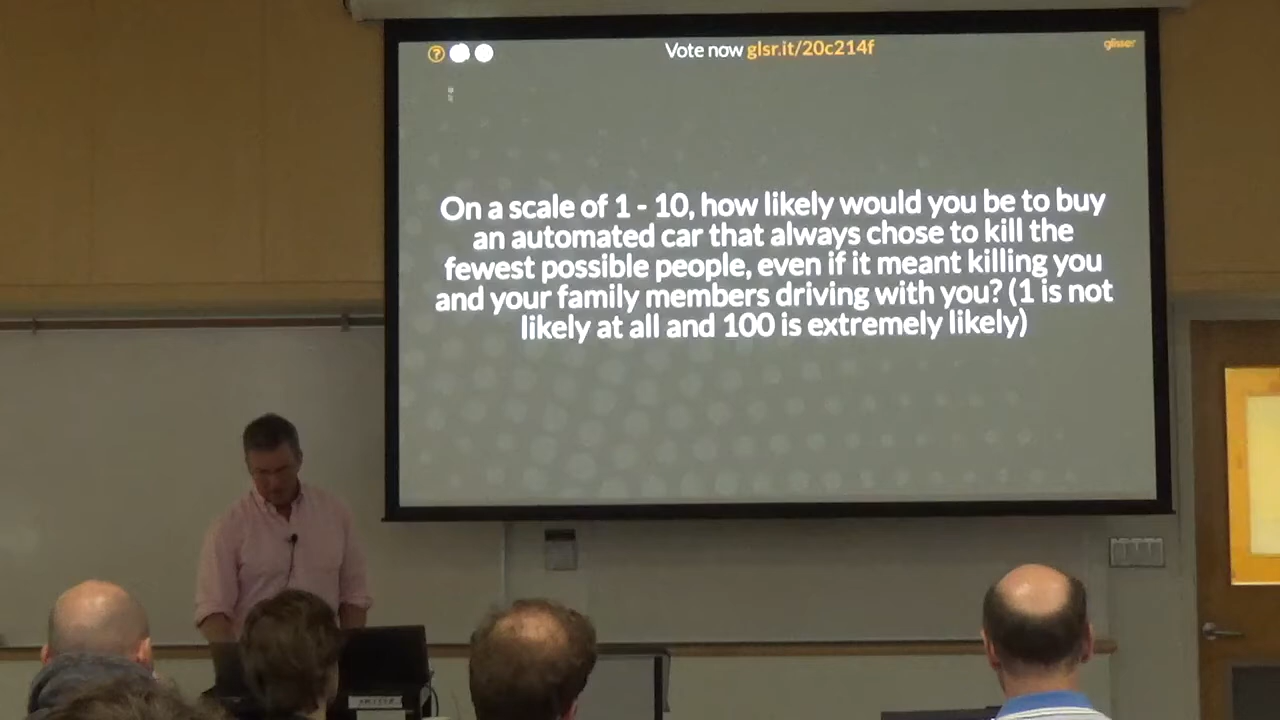 Vote now glsr.it/20c214f
glisser
On a scale of 1 - 10, how likely would you be to buy
an automated car that always chose to kill the
fewest possible people, even if it meant killing you
and your family members driving with you? (1 is not
likely at all and 100 is extremely likely)